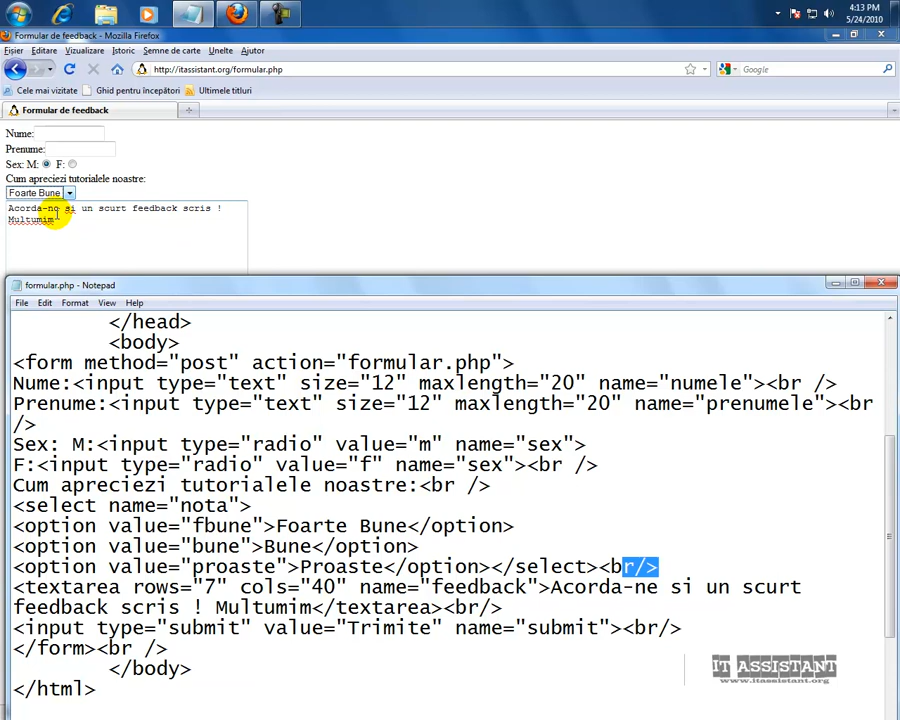 4:13 PM
5/24/2010
Formular de feedback - Mozilla Firefox
Fișier Editare Vizualizare Istoric Semne de carte Unelte Ajutor
http://itassistant.org/formular.php
Google
Cele mai vizitate Ghid pentru începători Ultimele titluri
Formular de feedback
Nume:
Prenume:
Sex: M: F:
Cum apreciezi tutorialele noastre:
Foarte Bune
Acorda-ne si un scurt feedback scris !
Multumim
formular.php - Notepad
File Edit Format View Help
</head>
<body>
<form method="post" action="formular.php">
Nume:<input type="text" size="12" maxlength="20" name="numele"><br />
Prenume:<input type="text" size="12" maxlength="20" name="prenumele"><br
/>
Sex: M:<input type="radio" value="m" name="sex">
F:<input type="radio" value="f" name="sex"><br />
Cum apreciezi tutorialele noastre:<br />
<select name="nota">
<option value="fbune">Foarte Bune</option>
<option value="bune">Bune</option>
<option value="proaste">Proaste</option></select><br/>
<textarea rows="7" cols="40" name="feedback">Acorda-ne si un scurt
feedback scris ! Multumim</textarea><br/>
<input type="submit" value="Trimite" name="submit"><br/>
</form><br />
</body>
</html>
IT ASSISTANT
www.itassistant.org